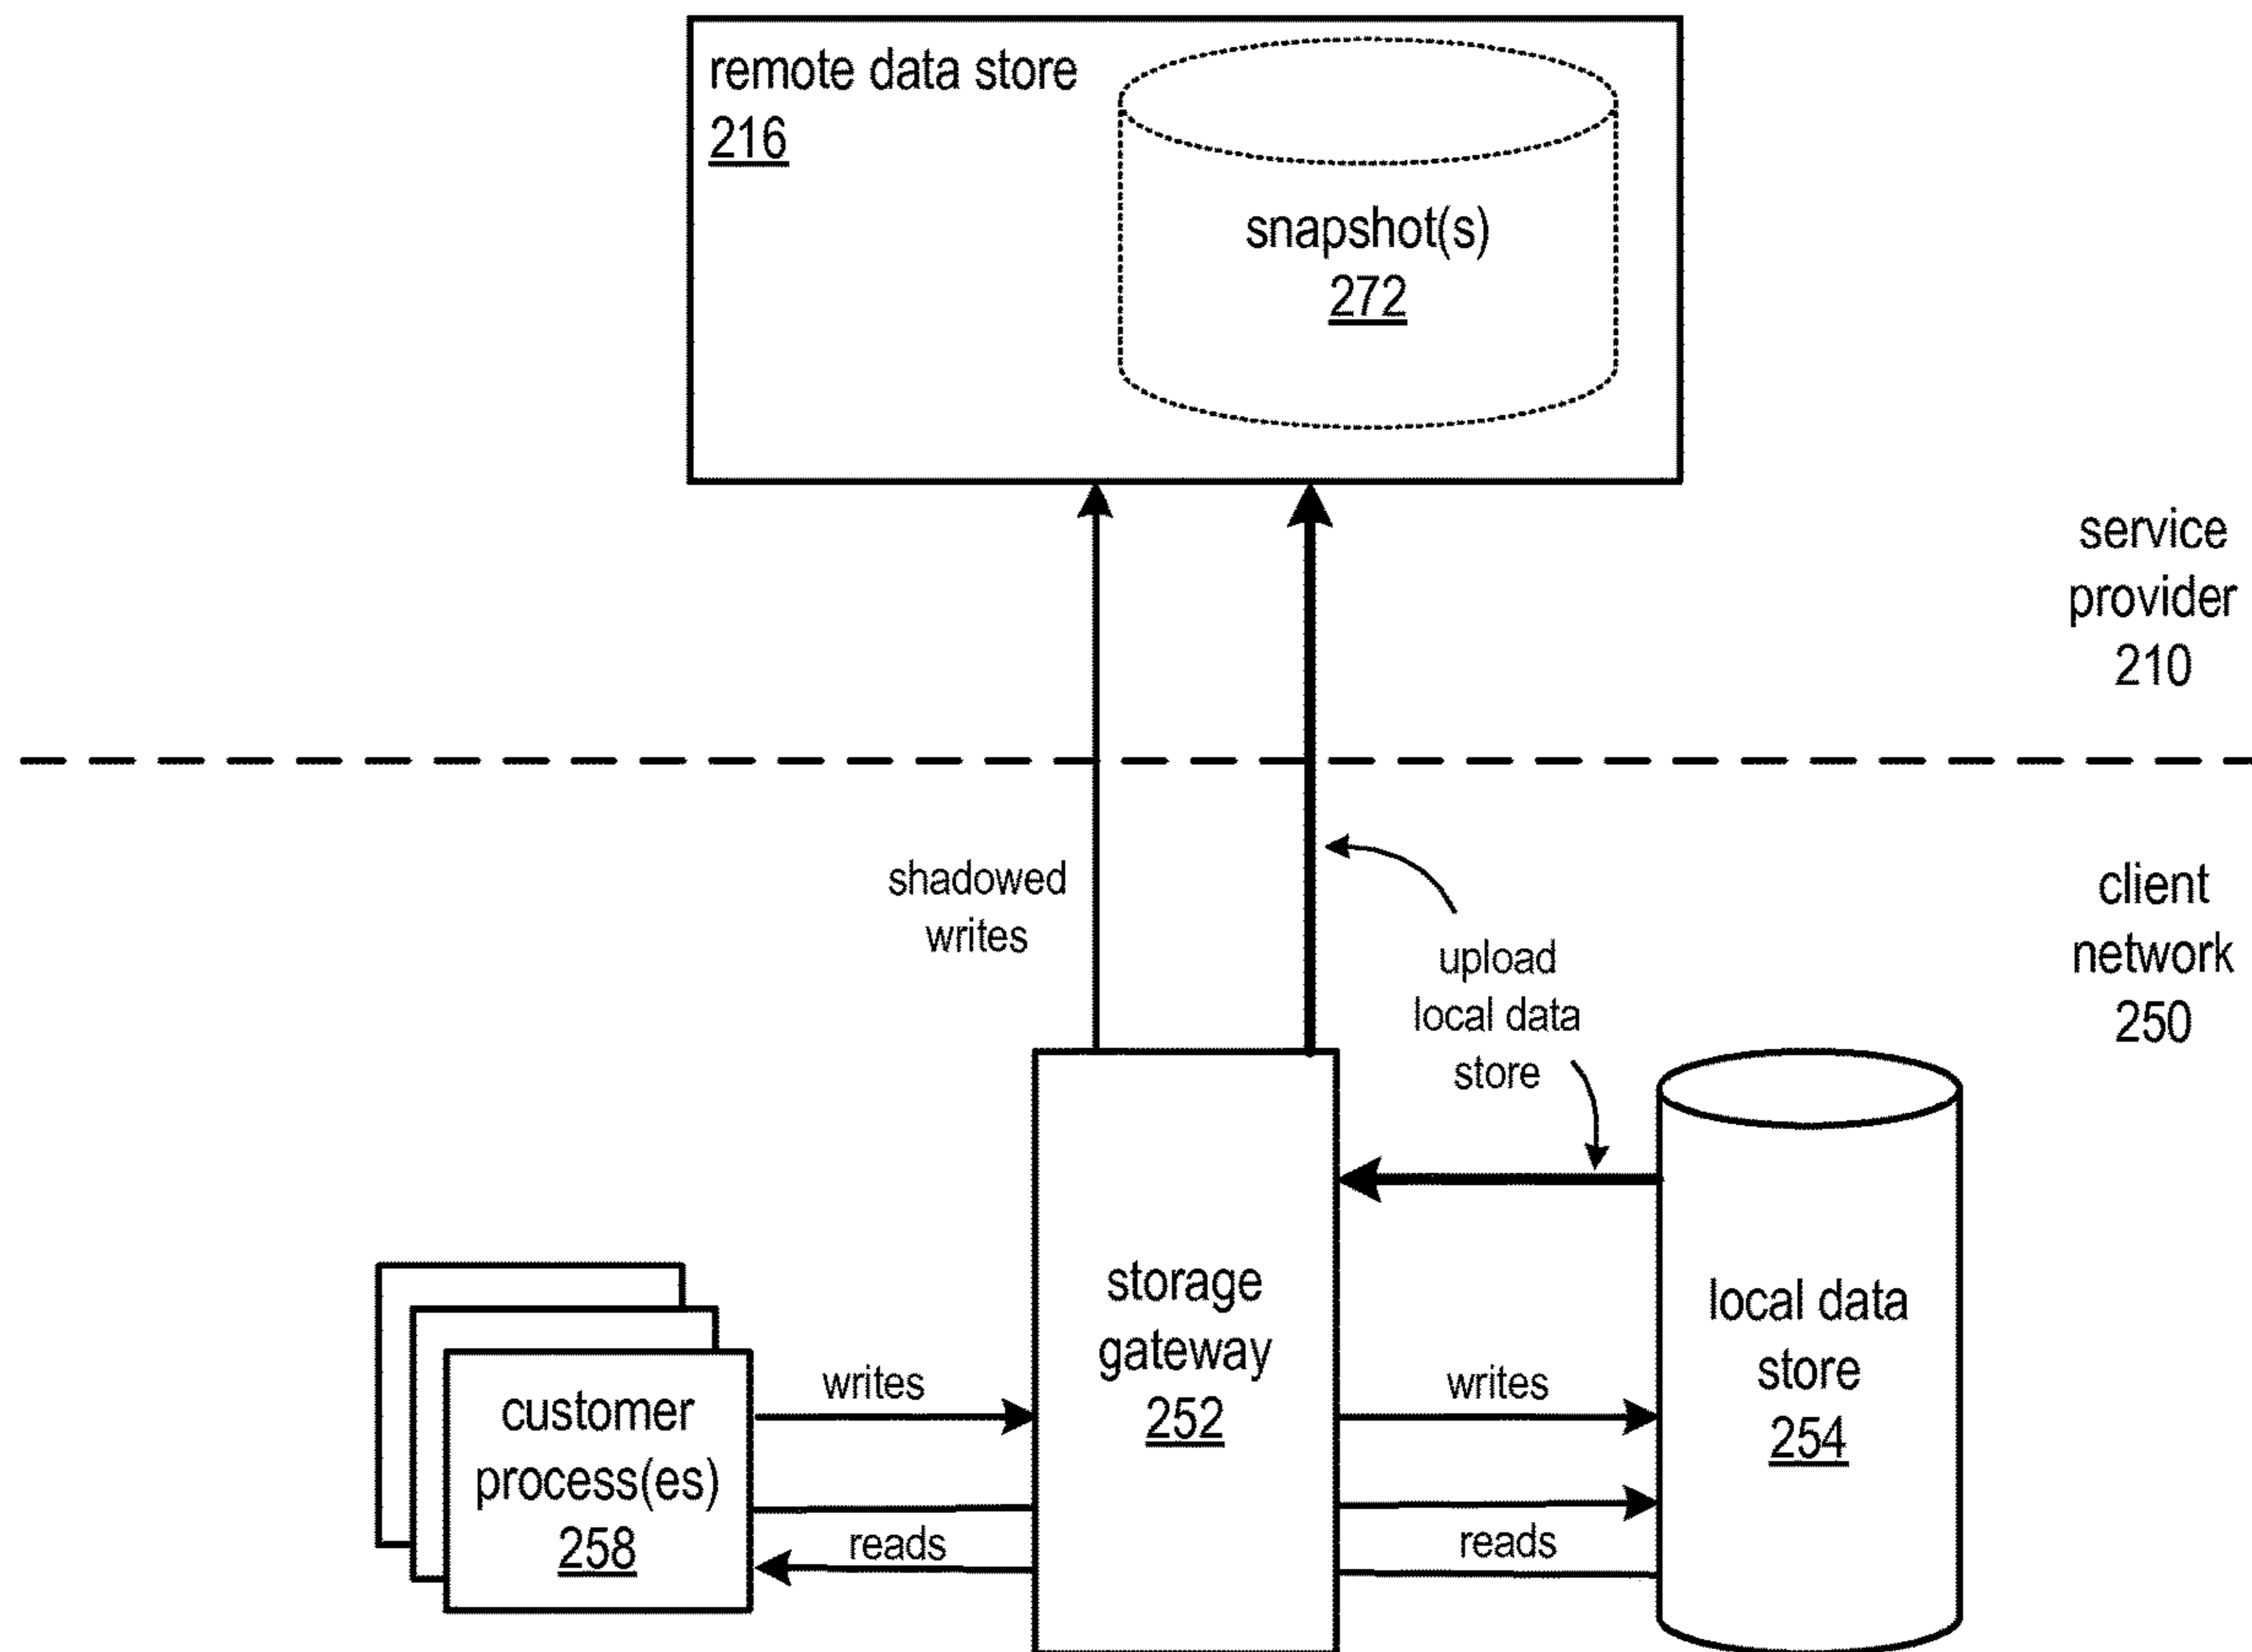 remote data store
216
snapshot(s)
272
service
provider
210
shadowed
writes
upload
local data
store
client
network
250
storage
gateway
252
local data
store
254
customer
process(es)
258
writes
reads
writes
reads